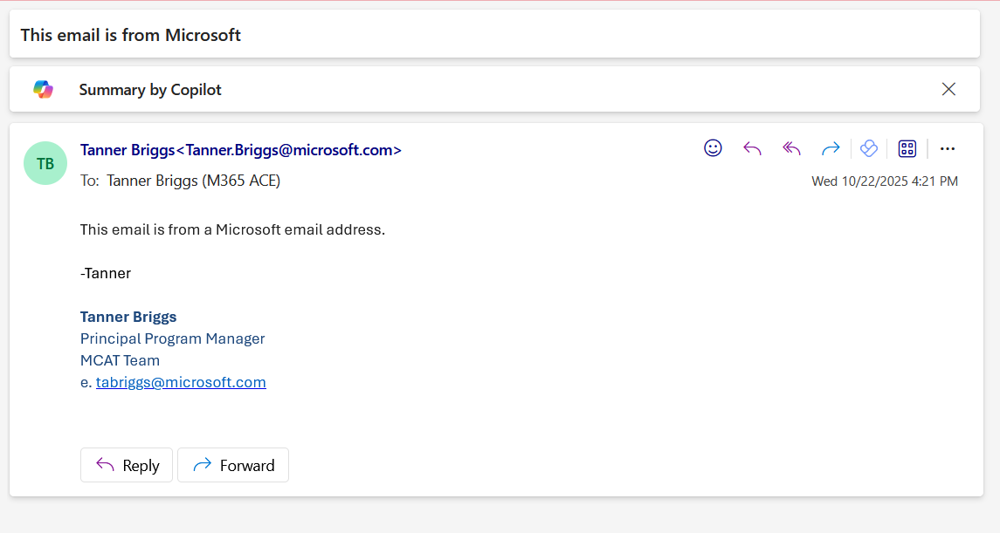 This email is from Microsoft
Summary by Copilot
TB
Tanner Briggs<Tanner.Briggs@microsoft.com>
To: Tanner Briggs (M365 ACE)
Wed 10/22/2025 4:21 PM
This email is from a Microsoft email address.
-Tanner
Tanner Briggs
Principal Program Manager
MCAT Team
e. tabriggs@microsoft.com
Reply
Forward